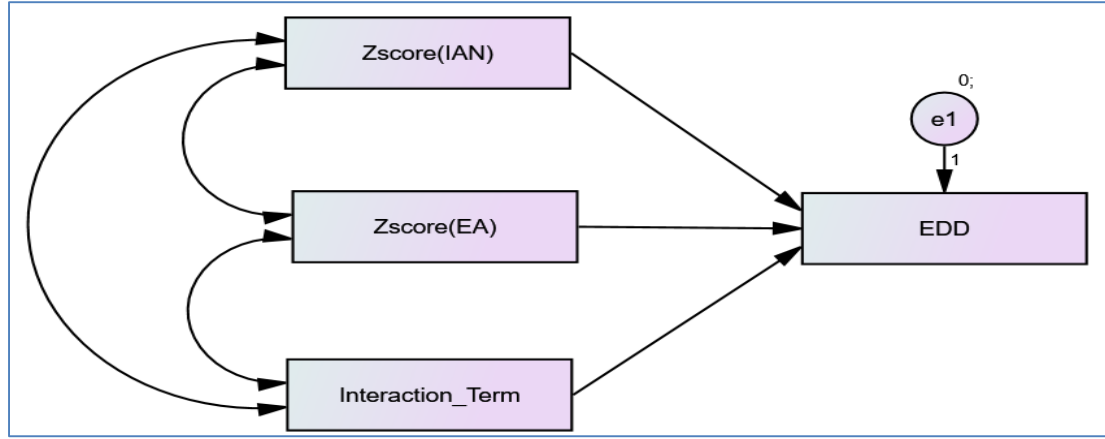 Zscore(IAN)
0;
e1
1
Zscore(EA)
EDD
Interaction_Term